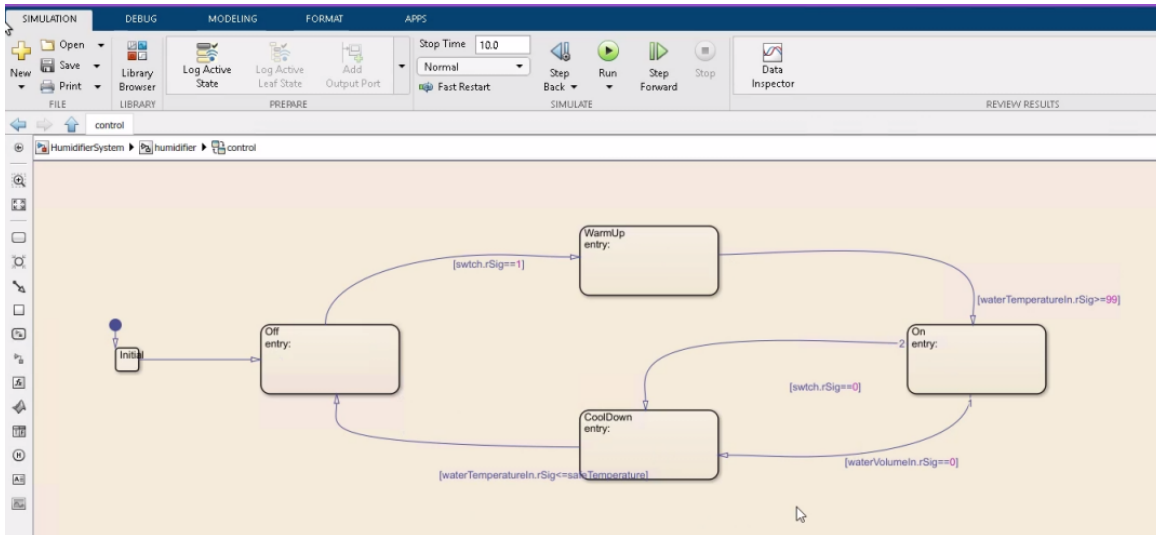 SIMULATION
DEBUG
MODELING
FORMAT
APPS
New
Open
Save
Print
FILE
Library
Browser
LIBRARY
Log Active
State
Log Active
Leaf State
Add
Output Port
PREPARE
Stop Time 10.0
Normal
Fast Restart
Step
Back
Run
Step
Forward
Stop
SIMULATE
Data
Inspector
REVIEW RESULTS
control
HumidifierSystem
humidifier
control
WarmUp
entry:
[swtch.rSig==1]
[waterTemperatureIn.rSig>=99]
Initial
Off
entry:
On
entry:
2
[swtch.rSig==0]
1
CoolDown
entry:
[waterVolumeIn.rSig==0]
[waterTemperatureIn.rSig<=safeTemperature]